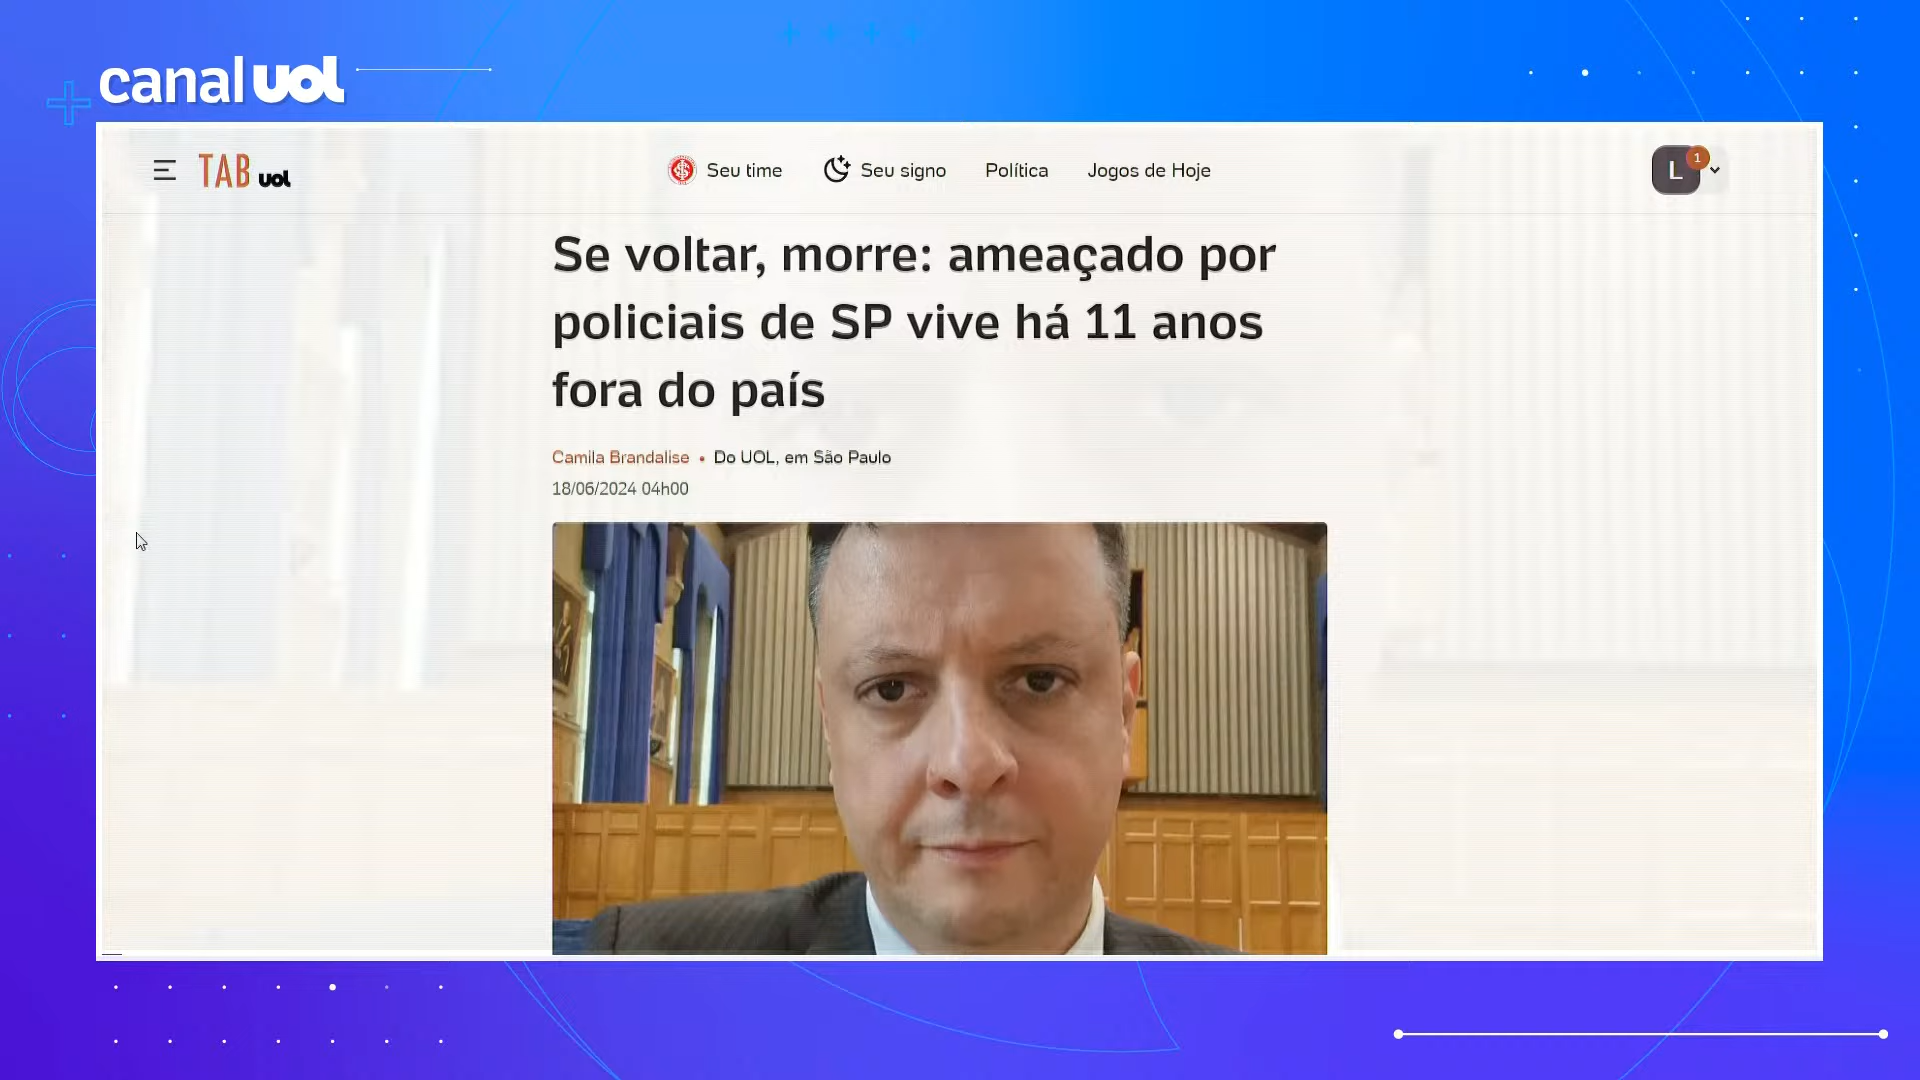 canal uol
TAB uol
Seu time
Seu signo
Política
Jogos de Hoje
L
1
Se voltar, morre: ameaçado por
policiais de SP vive há 11 anos
fora do país
Camila Brandalise • Do UOL, em São Paulo
18/06/2024 04h00